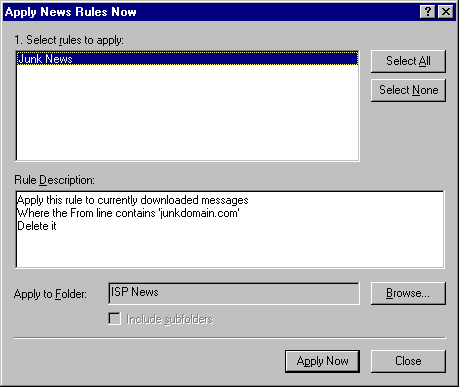 Apply News Rules Now
1. Select rules to apply:
Junk News
Select All
Select None
Rule Description:
Apply this rule to currently downloaded messages
Where the From line contains 'junkdomain.com'
Delete it
Apply to Folder:
ISP News
Browse...
Include subfolders
Apply Now
Close